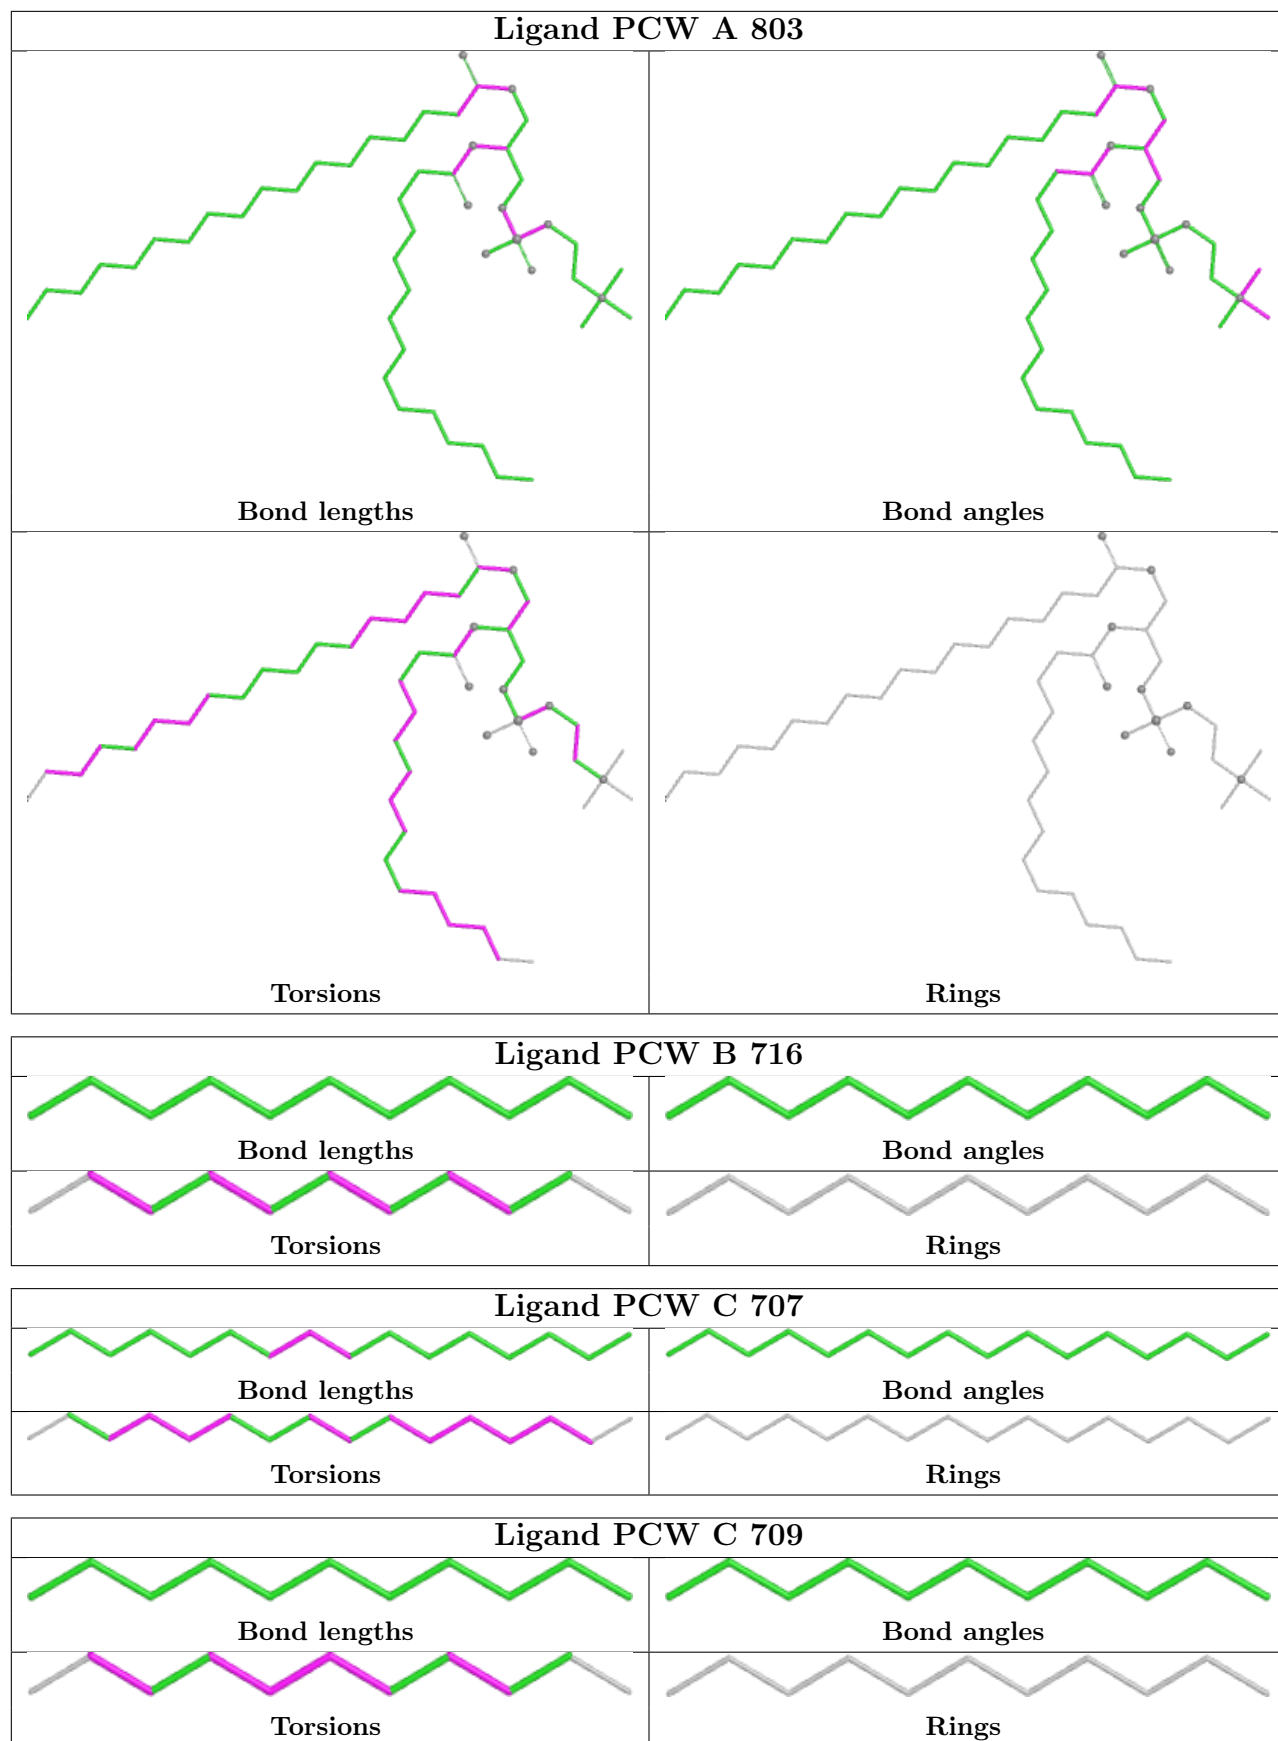 Ligand PCW A 803
Bond lengths
Bond angles
Torsions
Rings
Ligand PCW B 716
Bond lengths
Bond angles
Torsions
Rings
Ligand PCW C 707
Bond lengths
Bond angles
Torsions
Rings
Ligand PCW C 709
Bond lengths
Bond angles
Torsions
Rings